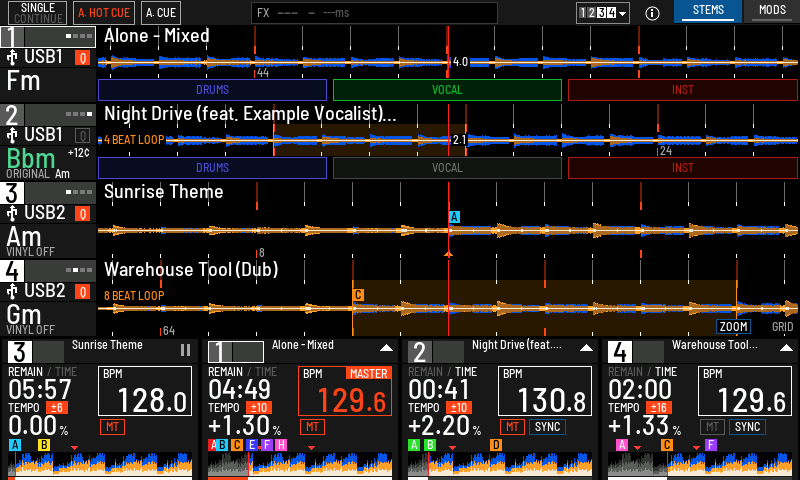 SINGLE
CONTINUE
A. HOT CUE
A. CUE
FX --- - ---ms
1 2 3 4
STEMS
MODS
1
USB1 0
Fm
Alone - Mixed
4.0
44
DRUMS VOCAL INST
2
USB1 0
Bbm +12¢
ORIGINAL Am
Night Drive (feat. Example Vocalist)...
4 BEAT LOOP
2.1
24
DRUMS VOCAL INST
3
USB2 0
Am
VINYL OFF
Sunrise Theme
A
8
4
USB2 0
Gm
VINYL OFF
Warehouse Tool (Dub)
8 BEAT LOOP
C
64
ZOOM GRID
3 Sunrise Theme
REMAIN / TIME
05:57
TEMPO ±6
0.00%
BPM
128.0
MT
A B
1 Alone - Mixed
REMAIN / TIME
04:49
TEMPO ±10
+1.30%
BPM MASTER
129.6
MT
A B C E F H
2 Night Drive (feat....
REMAIN / TIME
00:41
TEMPO ±10
+2.20%
BPM
130.8
MT SYNC
A B D
4 Warehouse Tool...
REMAIN / TIME
02:00
TEMPO ±16
+1.33%
BPM
129.6
MT SYNC
A C F